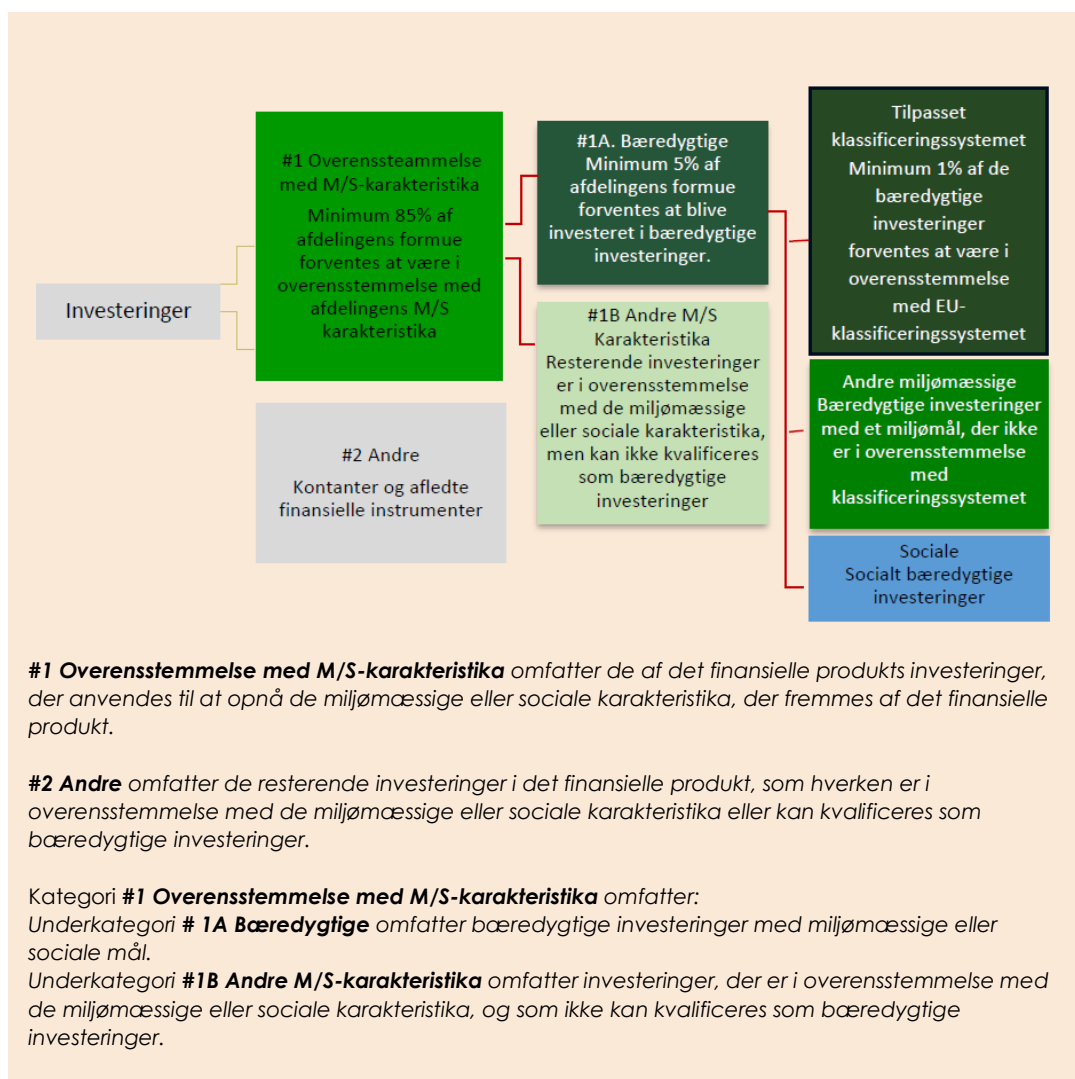 Investeringer
#1 Overenssteammelse
med M/S-karakteristika
Minimum 85% af
afdelingens formue
forventes at være i
overensstemmelse med
afdelingens M/S
karakteristika
#2 Andre
Kontanter og afledte
finansielle instrumenter
#1A. Bæredygtige
Minimum 5% af
afdelingens formue
forventes at blive
investeret i bæredygtige
investeringer.
#1B Andre M/S
Karakteristika
Resterende investeringer
er i overensstemmelse
med de miljømæssige
eller sociale karakteristika,
men kan ikke kvalificeres
som bæredygtige
investeringer
Tilpasset
klassificeringssystemet
Minimum 1% af de
bæredygtige
investeringer
forventes at være i
overensstemmelse
med EU-
klassificeringssystemet
Andre miljømæssige
Bæredygtige investeringer
med et miljømål, der ikke
er i overensstemmelse
med
klassificeringssystemet
Sociale
Socialt bæredygtige
investeringer
#1 Overensstemmelse med M/S-karakteristika omfatter de af det finansielle produkts investeringer,
der anvendes til at opnå de miljømæssige eller sociale karakteristika, der fremmes af det finansielle
produkt.
#2 Andre omfatter de resterende investeringer i det finansielle produkt, som hverken er i
overensstemmelse med de miljømæssige eller sociale karakteristika eller kan kvalificeres som
bæredygtige investeringer.
Kategori #1 Overensstemmelse med M/S-karakteristika omfatter:
Underkategori # 1A Bæredygtige omfatter bæredygtige investeringer med miljømæssige eller
sociale mål.
Underkategori #1B Andre M/S-karakteristika omfatter investeringer, der er i overensstemmelse med
de miljømæssige eller sociale karakteristika, og som ikke kan kvalificeres som bæredygtige
investeringer.